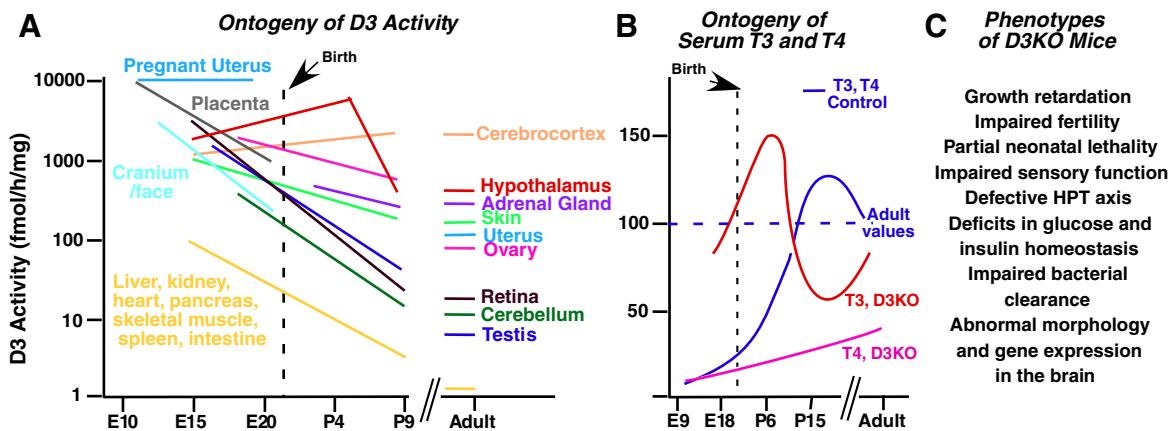 A
Ontogeny of D3 Activity
D3 Activity (fmol/h/mg)
10000
1000
100
10
1
Pregnant Uterus
Placenta
Birth
Cranium
/face
Cerebrocortex
Hypothalamus
Adrenal Gland
Skin
Uterus
Ovary
Liver, kidney,
heart, pancreas,
skeletal muscle,
spleen, intestine
Retina
Cerebellum
Testis
E10
E15
E20
P4
P9
Adult
B
Ontogeny of
Serum T3 and T4
Birth
T3, T4
Control
150
100
50
Adult
values
T3, D3KO
T4, D3KO
E9
E18
P6
P15
Adult
C
Phenotypes
of D3KO Mice
Growth retardation
Impaired fertility
Partial neonatal lethality
Impaired sensory function
Defective HPT axis
Deficits in glucose and
insulin homeostasis
Impaired bacterial
clearance
Abnormal morphology
and gene expression
in the brain